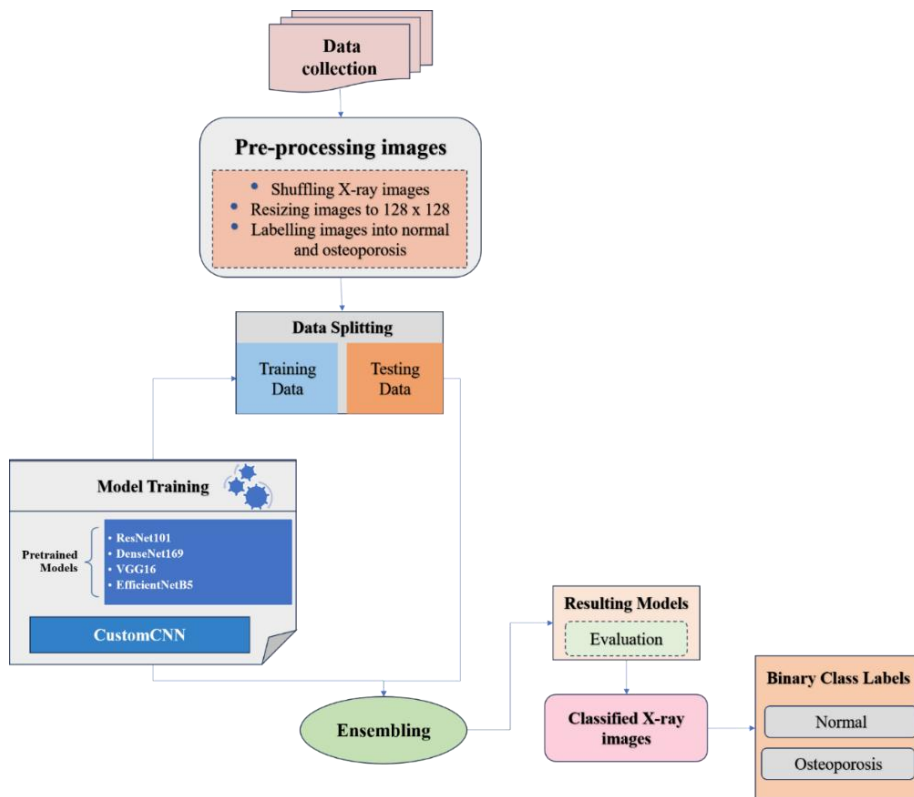 Data
collection
Pre-processing images
• Shuffling X-ray images
• Resizing images to 128 x 128
• Labelling images into normal
and osteoporosis
Data Splitting
Training
Data
Testing
Data
Model Training
Pretrained
Models
• ResNet101
• DenseNet169
• VGG16
• EfficientNetB5
CustomCNN
Ensembling
Resulting Models
Evaluation
Classified X-ray
images
Binary Class Labels
Normal
Osteoporosis